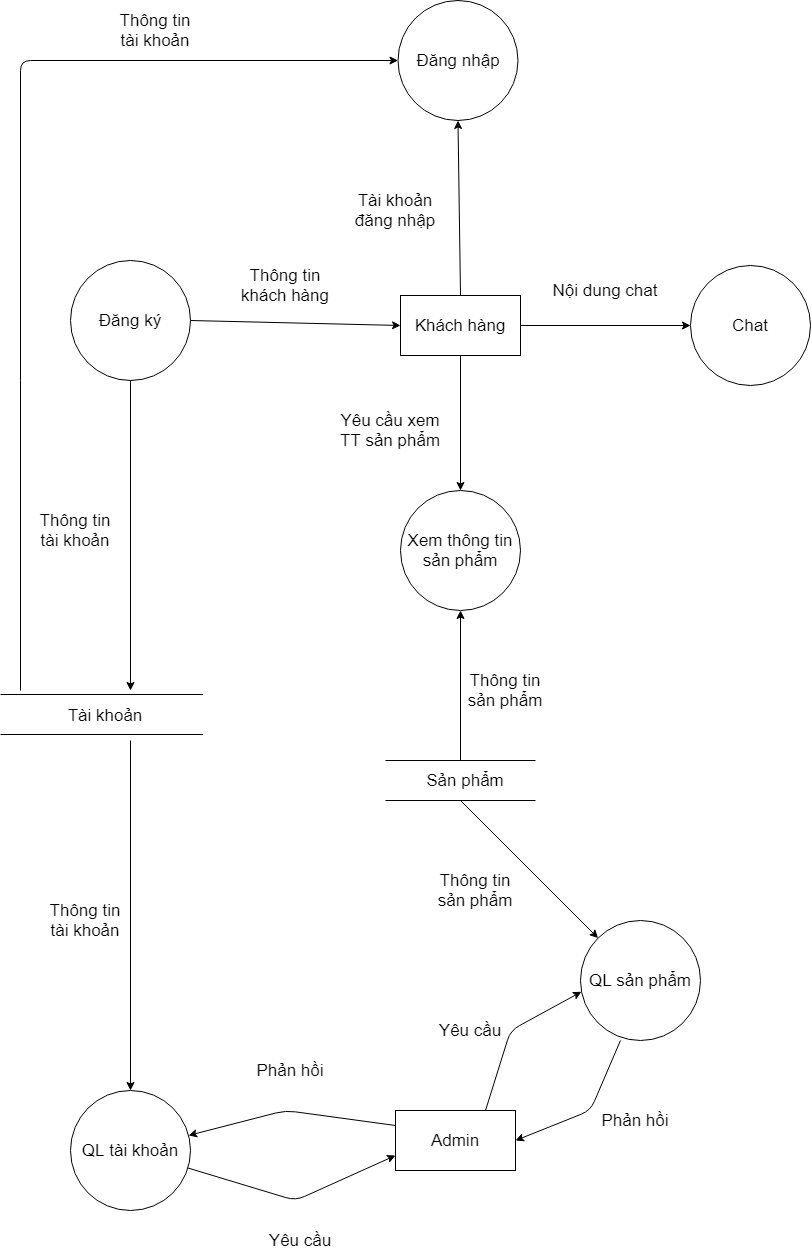 Thông tin
tài khoản
Đăng nhập
Tài khoản
đăng nhập
Thông tin
khách hàng
Nội dung chat
Đăng ký
Khách hàng
Chat
Yêu cầu xem
TT sản phẩm
Thông tin
tài khoản
Xem thông tin
sản phẩm
Thông tin
sản phẩm
Tài khoản
Sản phẩm
Thông tin
sản phẩm
Thông tin
tài khoản
QL sản phẩm
Yêu cầu
Phản hồi
Phản hồi
Admin
QL tài khoản
Yêu cầu